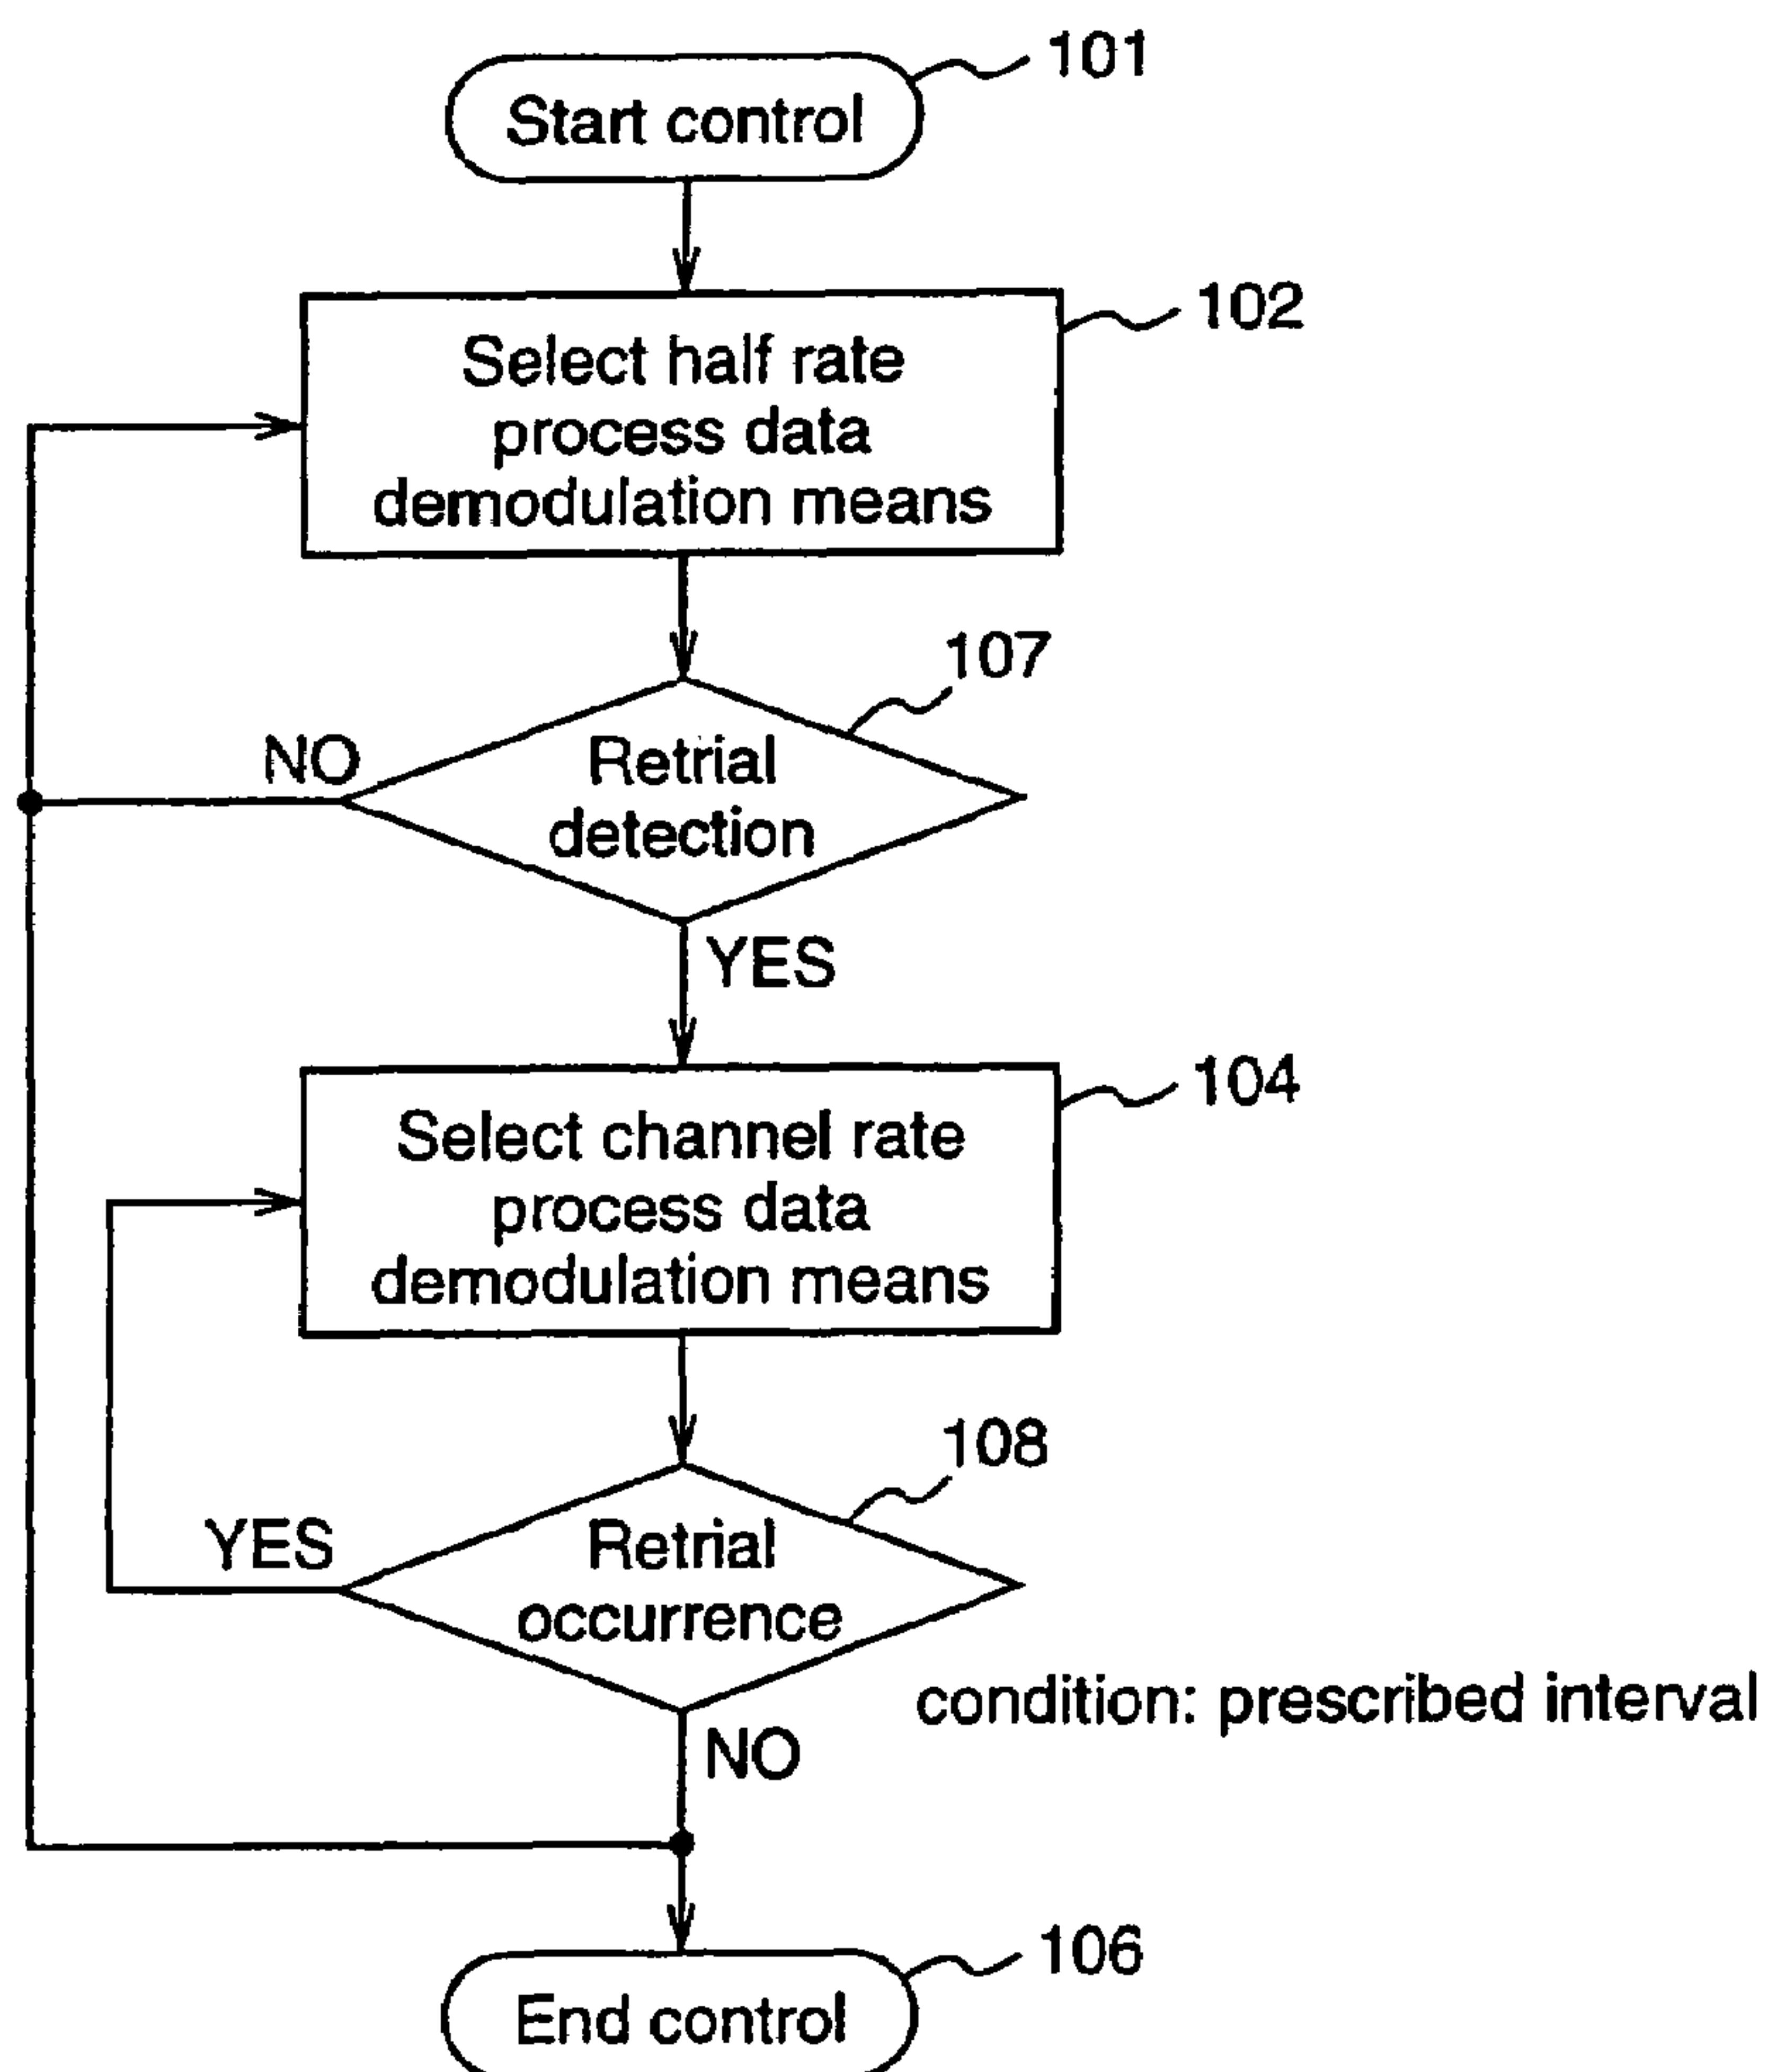 101
Start control
102
Select half rate
process data
demodulation means
107
NO
Retrial
detection
YES
104
Select channel rate
process data
demodulation means
108
YES
Retrial
occurrence
condition: prescribed interval
NO
106
End control